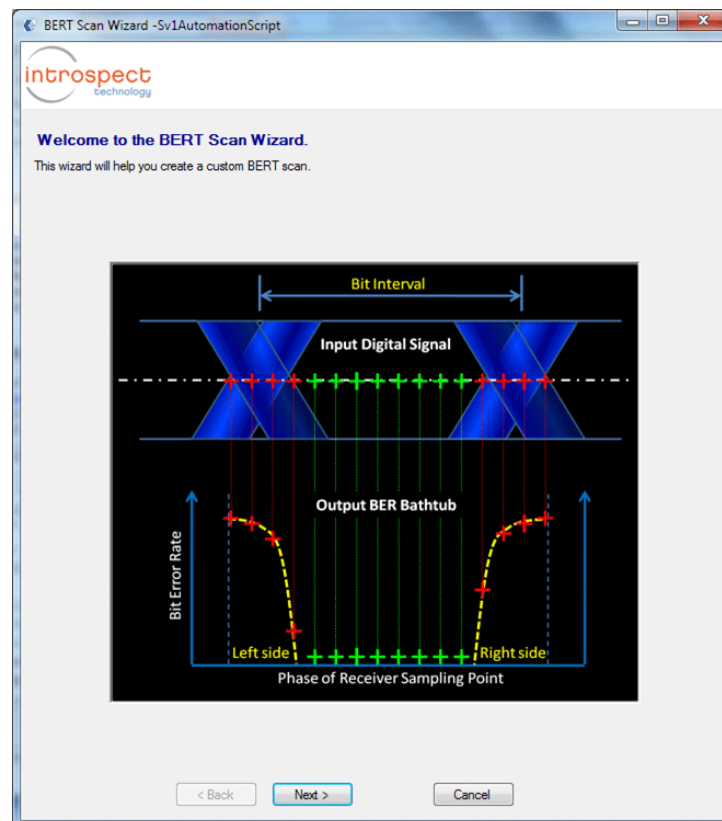 BERT Scan Wizard -Sv1AutomationScript
introspect
technology
Welcome to the BERT Scan Wizard.
This wizard will help you create a custom BERT scan.
Bit Interval
Input Digital Signal
Output BER Bathtub
Bit Error Rate
Left side
Right side
Phase of Receiver Sampling Point
< Back
Next >
Cancel